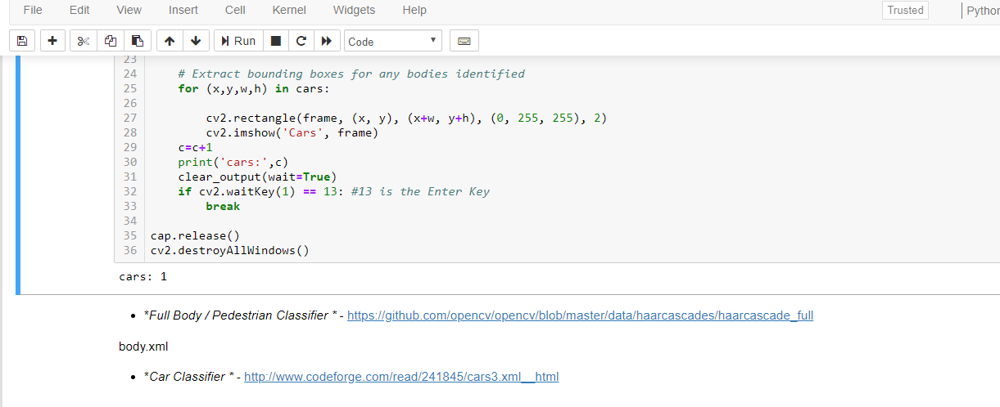 File Edit View Insert Cell Kernel Widgets Help Trusted
Run Code
23
24 # Extract bounding boxes for any bodies identified
25 for (x,y,w,h) in cars:
26
27 cv2.rectangle(frame, (x, y), (x+w, y+h), (0, 255, 255), 2)
28 cv2.imshow('Cars', frame)
29 c=c+1
30 print('cars:',c)
31 clear_output(wait=True)
32 if cv2.waitKey(1) == 13: #13 is the Enter Key
33 break
34
35 cap.release()
36 cv2.destroyAllWindows()
cars: 1
• *Full Body / Pedestrian Classifier * - https://github.com/opencv/opencv/blob/master/data/haarcascades/haarcascade_full
body.xml
• *Car Classifier * - http://www.codeforge.com/read/241845/cars3.xml__html